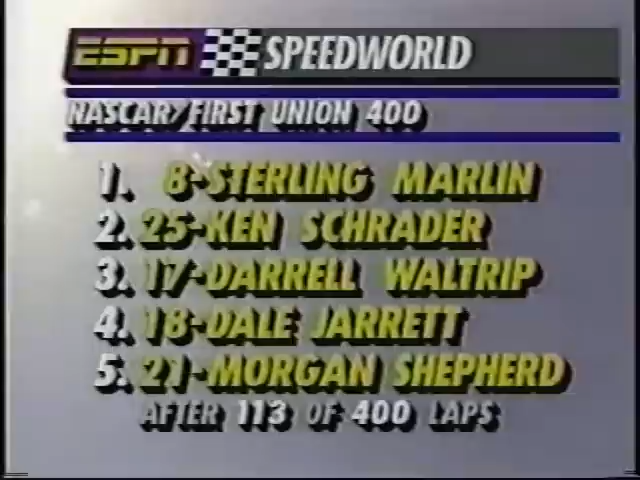 ESPN SPEEDWORLD
NASCAR/FIRST UNION 400
1. 8-STERLING MARLIN
2. 25-KEN SCHRADER
3. 17-DARRELL WALTRIP
4. 18-DALE JARRETT
5. 21-MORGAN SHEPHERD
AFTER 113 OF 400 LAPS